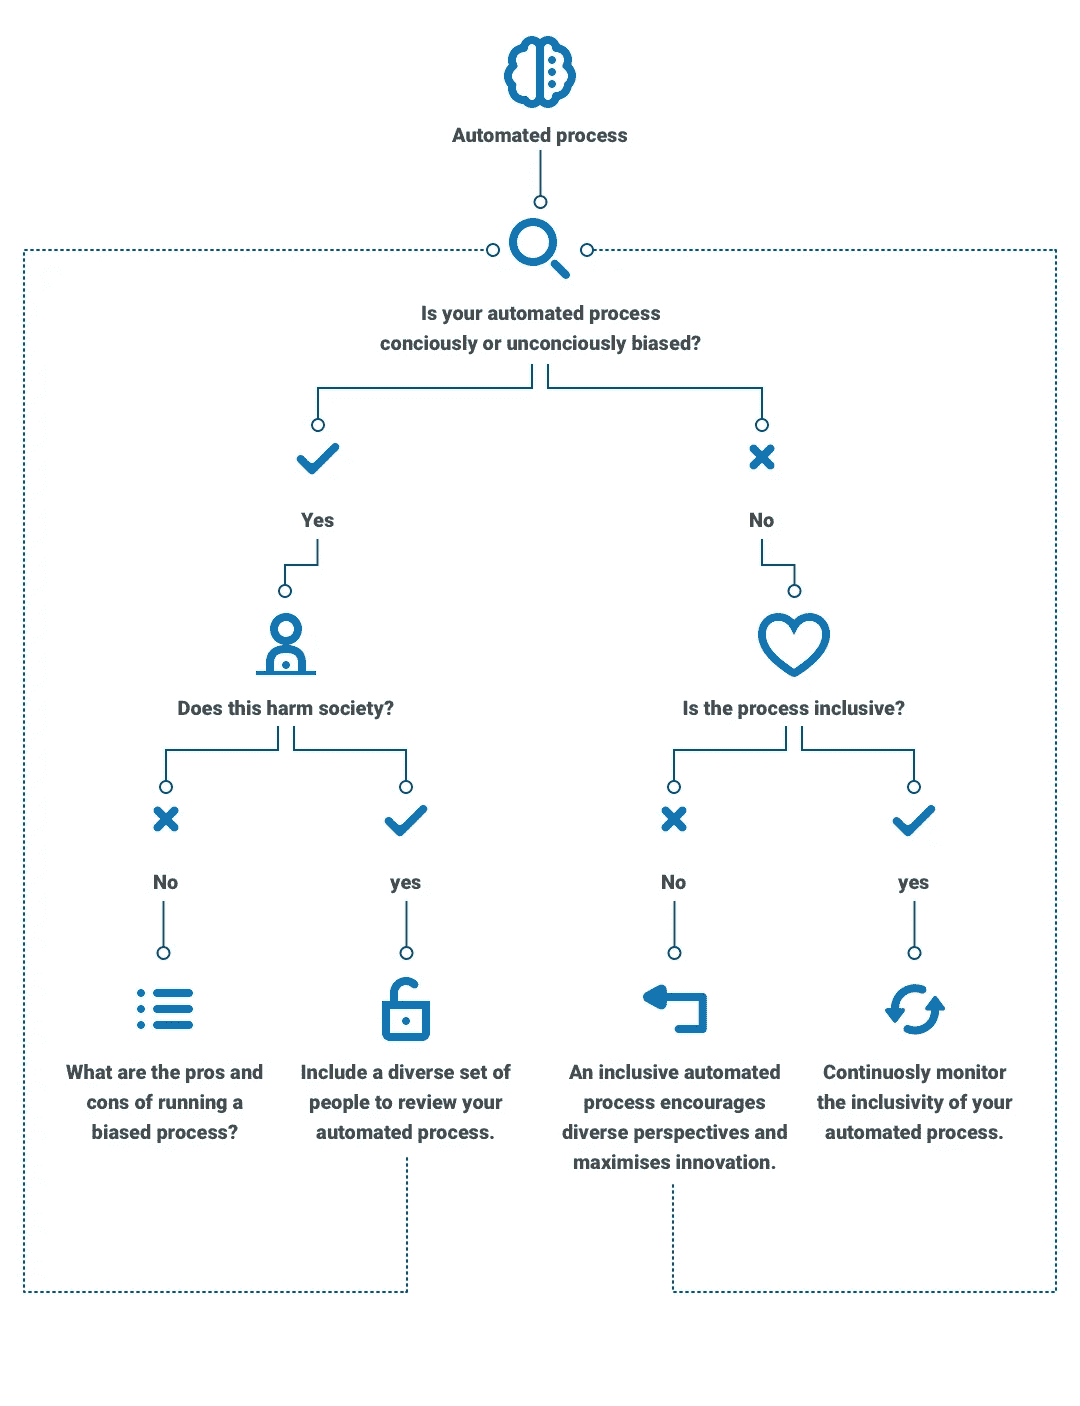 Automated process
Is your automated process
conciously or unconciously biased?
Yes
No
Does this harm society?
Is the process inclusive?
No
yes
No
yes
What are the pros and
cons of running a
biased process?
Include a diverse set of
people to review your
automated process.
An inclusive automated
process encourages
diverse perspectives and
maximises innovation.
Continuosly monitor
the inclusivity of your
automated process.